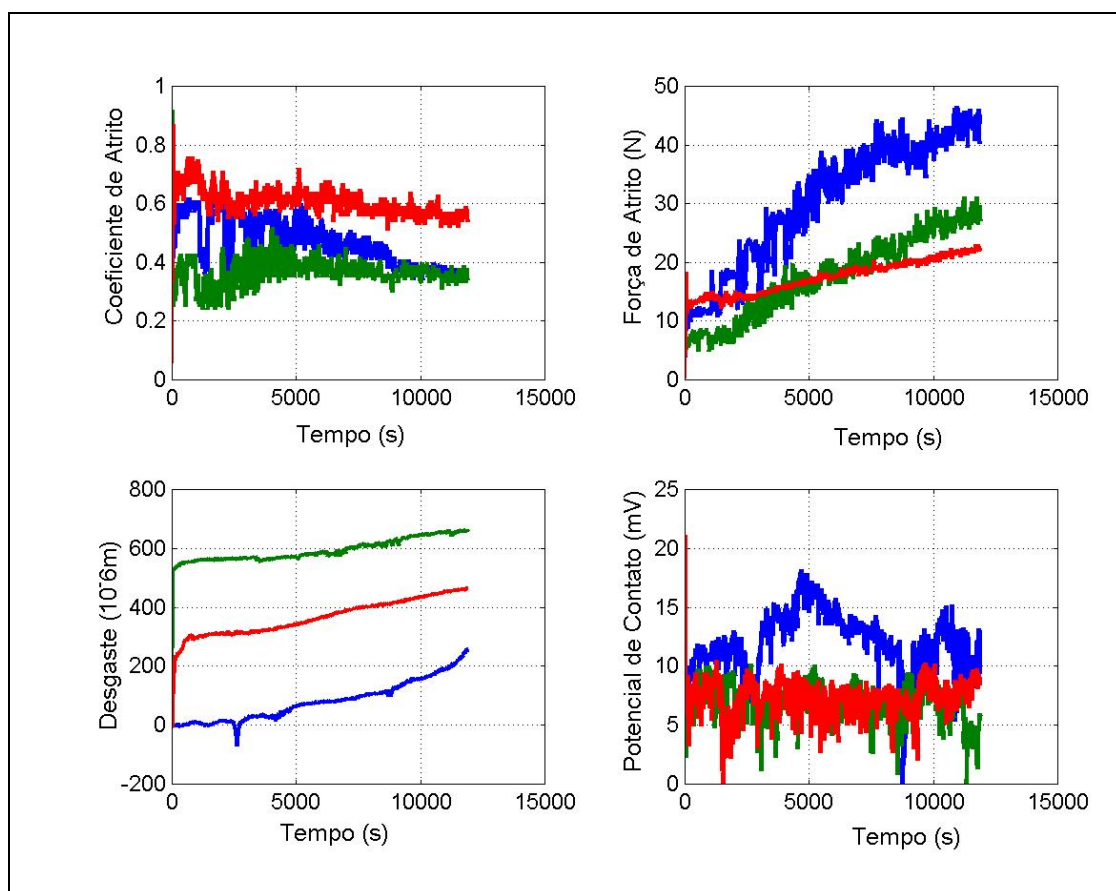 Coeficiente de Atrito
1
0.8
0.6
0.4
0.2
0
0 5000 10000 15000
Tempo (s)
Força de Atrito (N)
50
40
30
20
10
0
0 5000 10000 15000
Tempo (s)
Desgaste (10-6m)
800
600
400
200
0
-200
0 5000 10000 15000
Tempo (s)
Potencial de Contato (mV)
25
20
15
10
5
0
0 5000 10000 15000
Tempo (s)